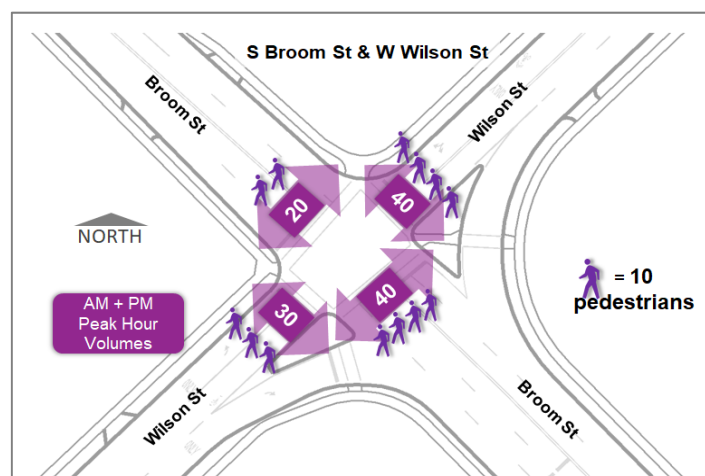 S Broom St & W Wilson St
Broom St
Wilson St
20
40
NORTH
= 10
pedestrians
AM + PM
Peak Hour
Volumes
30
40
Wilson St
Broom St